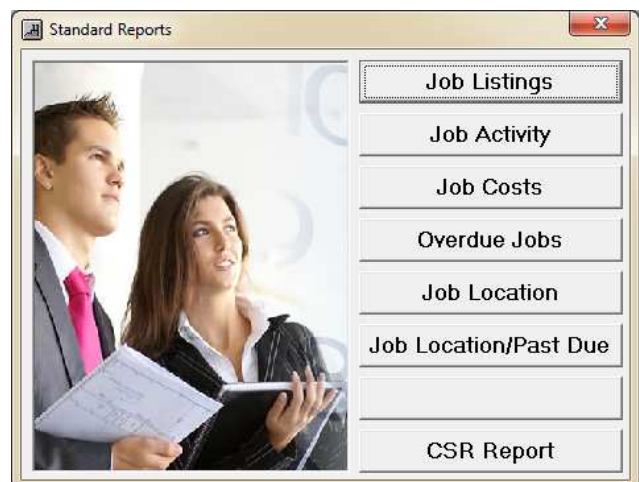 Standard Reports
Job Listings
Job Activity
Job Costs
Overdue Jobs
Job Location
Job Location/Past Due
CSR Report